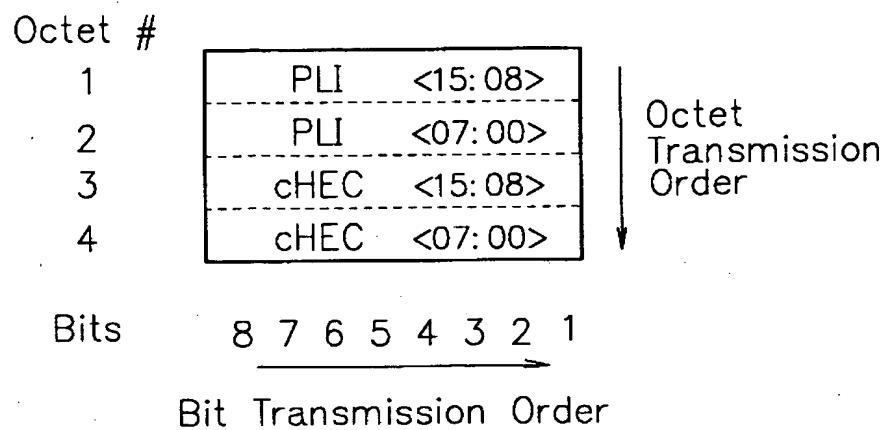 Octet #
1 PLI <15:08>
2 PLI <07:00>
3 cHEC <15:08>
4 cHEC <07:00>
Octet
Transmission
Order
Bits 8 7 6 5 4 3 2 1
Bit Transmission Order